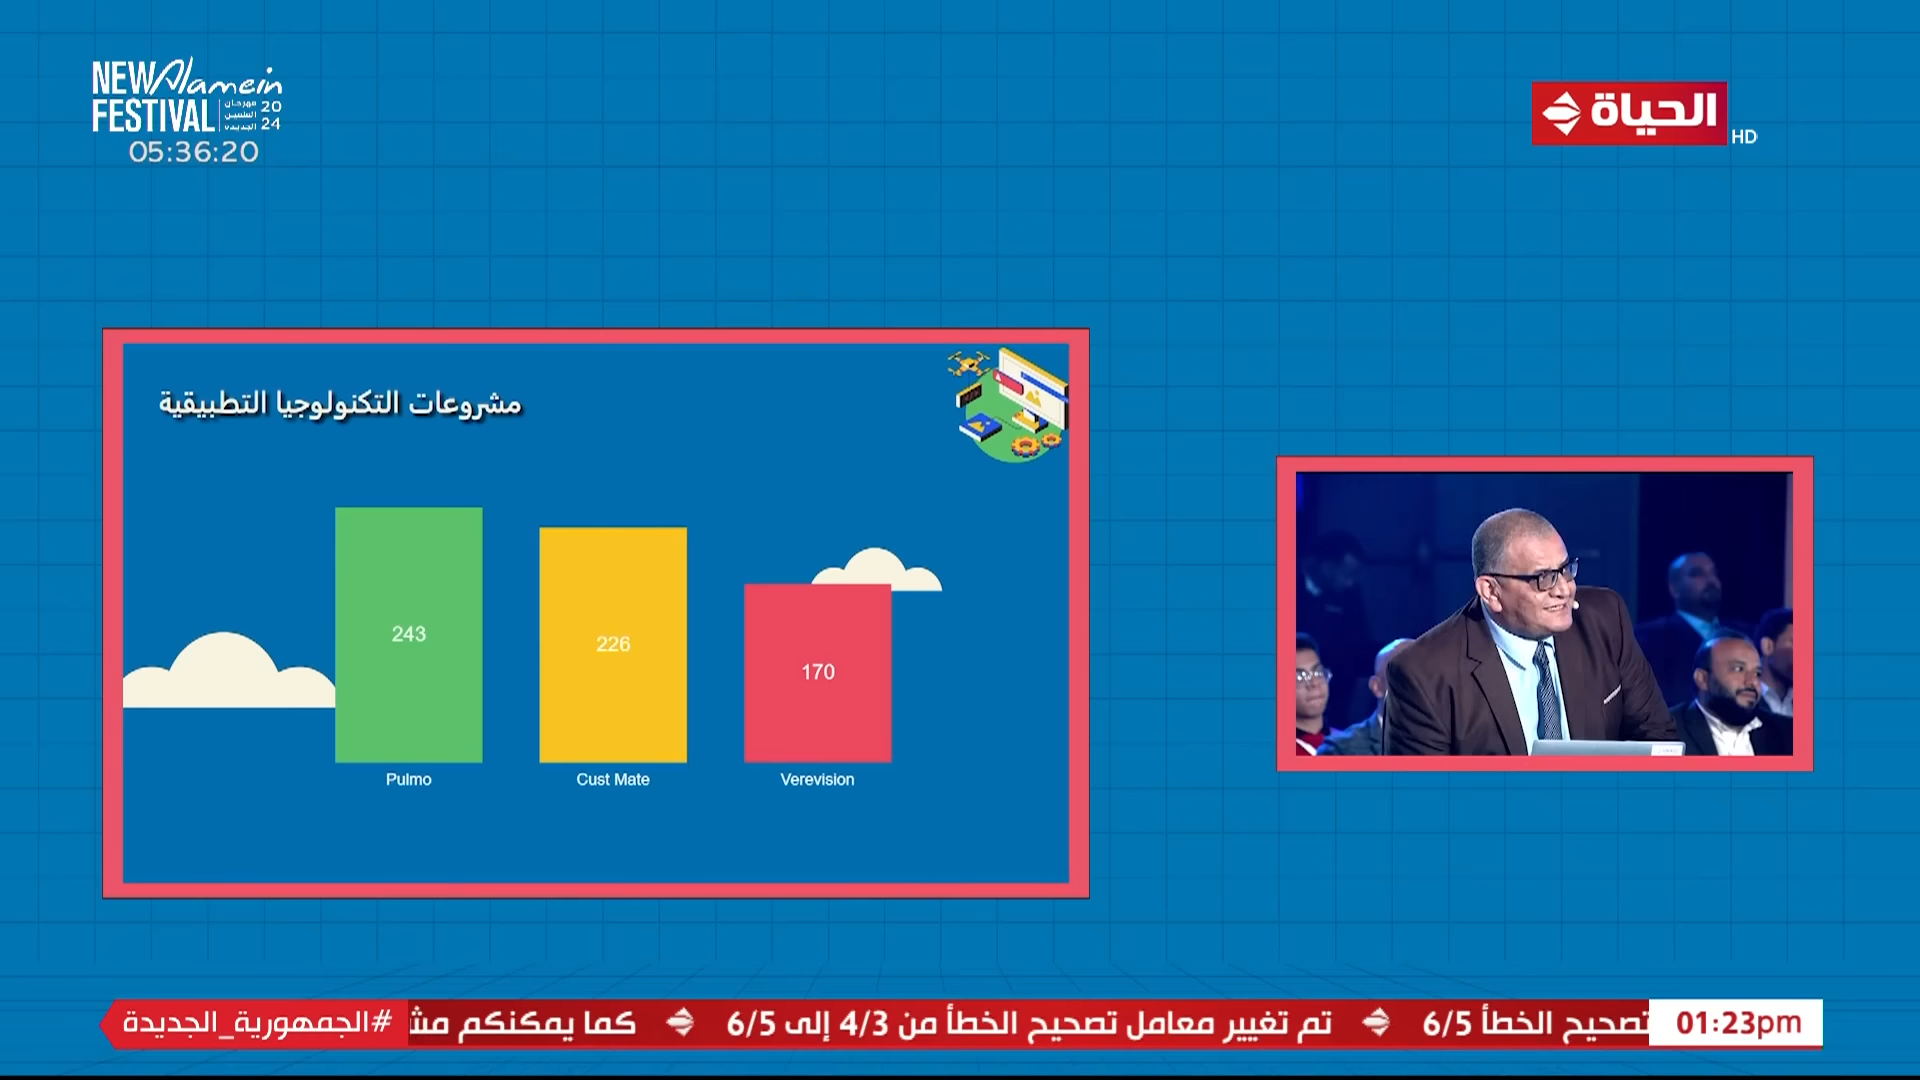 NEW Alamein
FESTIVAL
مهرجان
العلمين
الجديدة
20
24
05:36:20
الحياة
HD
مشروعات التكنولوجيا التطبيقية
243
226
170
Pulmo
Cust Mate
Verevision
01:23pm
تصحيح الخطأ 6/5
تم تغيير معامل تصحيح الخطأ من 4/3 إلى 6/5
كما يمكنكم
#الجمهورية_الجديدة